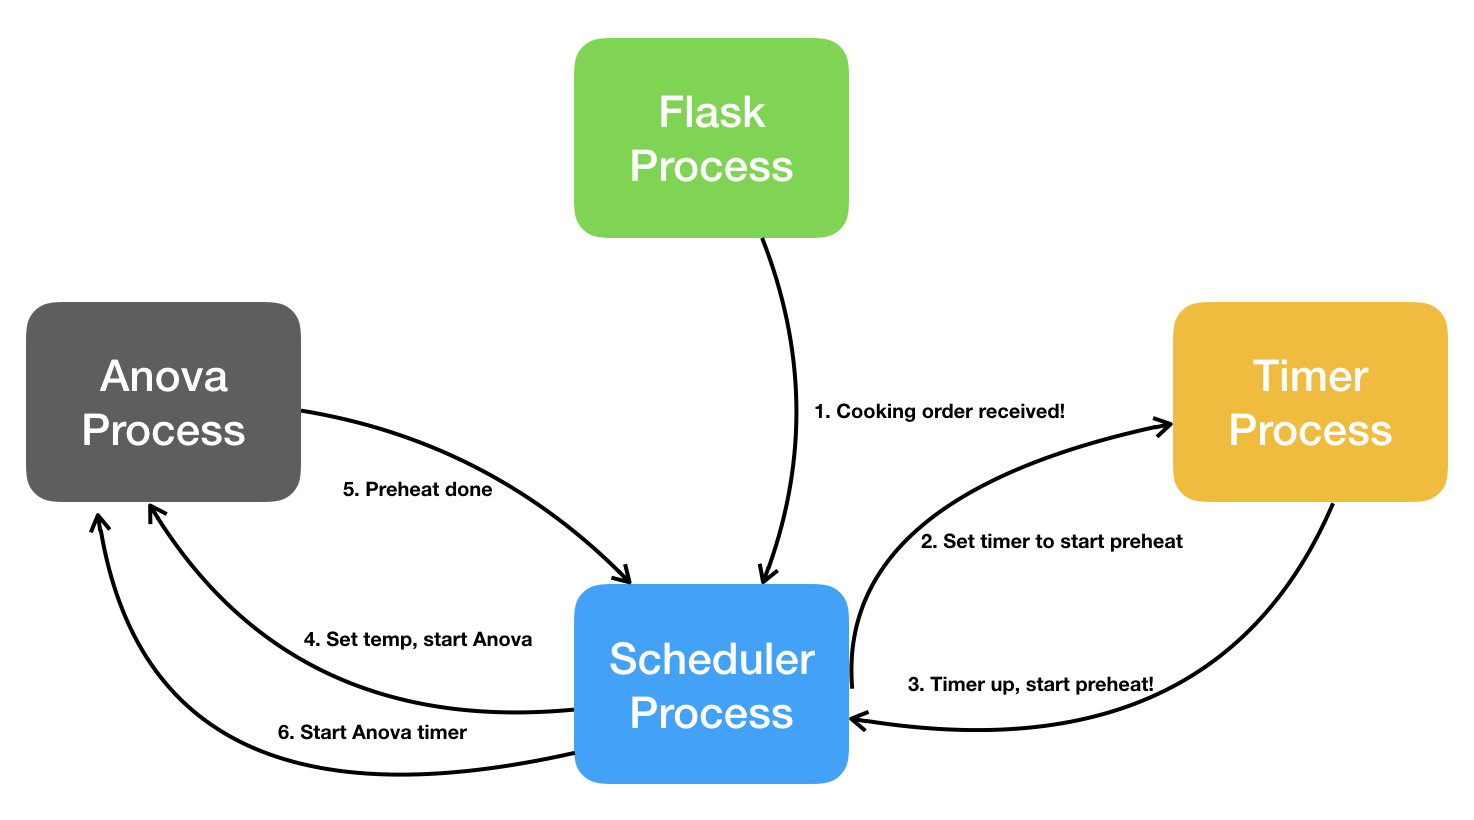 Flask
Process
Anova
Process
Timer
Process
1. Cooking order received!
5. Preheat done
2. Set timer to start preheat
4. Set temp, start Anova
Scheduler
Process
3. Timer up, start preheat!
6. Start Anova timer